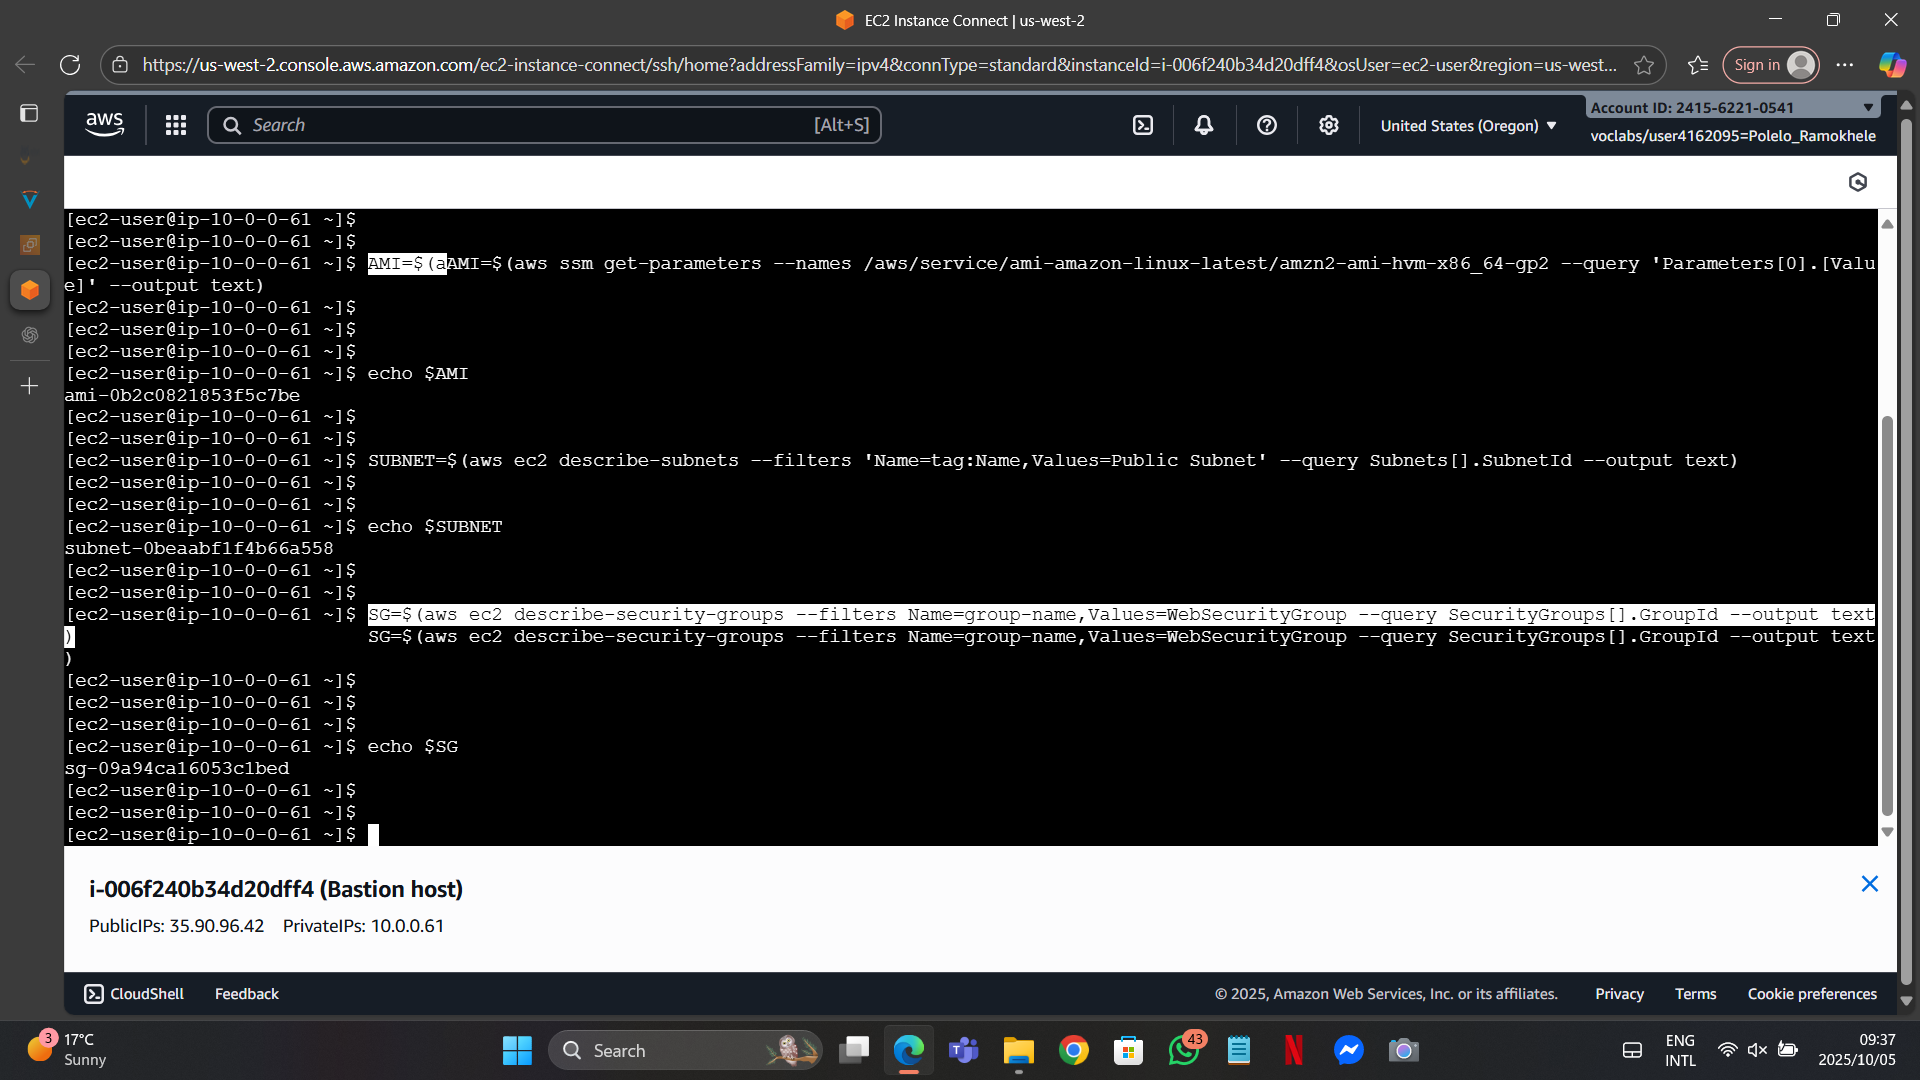 EC2 Instance Connect | us-west-2
https://us-west-2.console.aws.amazon.com/ec2-instance-connect/ssh/home?addressFamily=ipv4&connType=standard&instanceId=i-006f240b34d20dff4&osUser=ec2-user&region=us-west...
Sign in
aws
Search
[Alt+S]
United States (Oregon)
Account ID: 2415-6221-0541
voclabs/user4162095=Polelo_Ramokhele
[ec2-user@ip-10-0-0-61 ~]$
[ec2-user@ip-10-0-0-61 ~]$
[ec2-user@ip-10-0-0-61 ~]$ AMI=$(aAMI=$(aws ssm get-parameters --names /aws/service/ami-amazon-linux-latest/amzn2-ami-hvm-x86_64-gp2 --query 'Parameters[0].[Valu
e]' --output text)
[ec2-user@ip-10-0-0-61 ~]$
[ec2-user@ip-10-0-0-61 ~]$
[ec2-user@ip-10-0-0-61 ~]$
[ec2-user@ip-10-0-0-61 ~]$ echo $AMI
ami-0b2c0821853f5c7be
[ec2-user@ip-10-0-0-61 ~]$
[ec2-user@ip-10-0-0-61 ~]$
[ec2-user@ip-10-0-0-61 ~]$ SUBNET=$(aws ec2 describe-subnets --filters 'Name=tag:Name,Values=Public Subnet' --query Subnets[].SubnetId --output text)
[ec2-user@ip-10-0-0-61 ~]$
[ec2-user@ip-10-0-0-61 ~]$
[ec2-user@ip-10-0-0-61 ~]$ echo $SUBNET
subnet-0beaabf1f4b66a558
[ec2-user@ip-10-0-0-61 ~]$
[ec2-user@ip-10-0-0-61 ~]$
[ec2-user@ip-10-0-0-61 ~]$ SG=$(aws ec2 describe-security-groups --filters Name=group-name,Values=WebSecurityGroup --query SecurityGroups[].GroupId --output text
) SG=$(aws ec2 describe-security-groups --filters Name=group-name,Values=WebSecurityGroup --query SecurityGroups[].GroupId --output text
)
[ec2-user@ip-10-0-0-61 ~]$
[ec2-user@ip-10-0-0-61 ~]$
[ec2-user@ip-10-0-0-61 ~]$
[ec2-user@ip-10-0-0-61 ~]$ echo $SG
sg-09a94ca16053c1bed
[ec2-user@ip-10-0-0-61 ~]$
[ec2-user@ip-10-0-0-61 ~]$
[ec2-user@ip-10-0-0-61 ~]$
i-006f240b34d20dff4 (Bastion host)
PublicIPs: 35.90.96.42 PrivateIPs: 10.0.0.61
CloudShell Feedback
© 2025, Amazon Web Services, Inc. or its affiliates. Privacy Terms Cookie preferences
3
17°C
Sunny
Search
43
ENG
INTL
09:37
2025/10/05